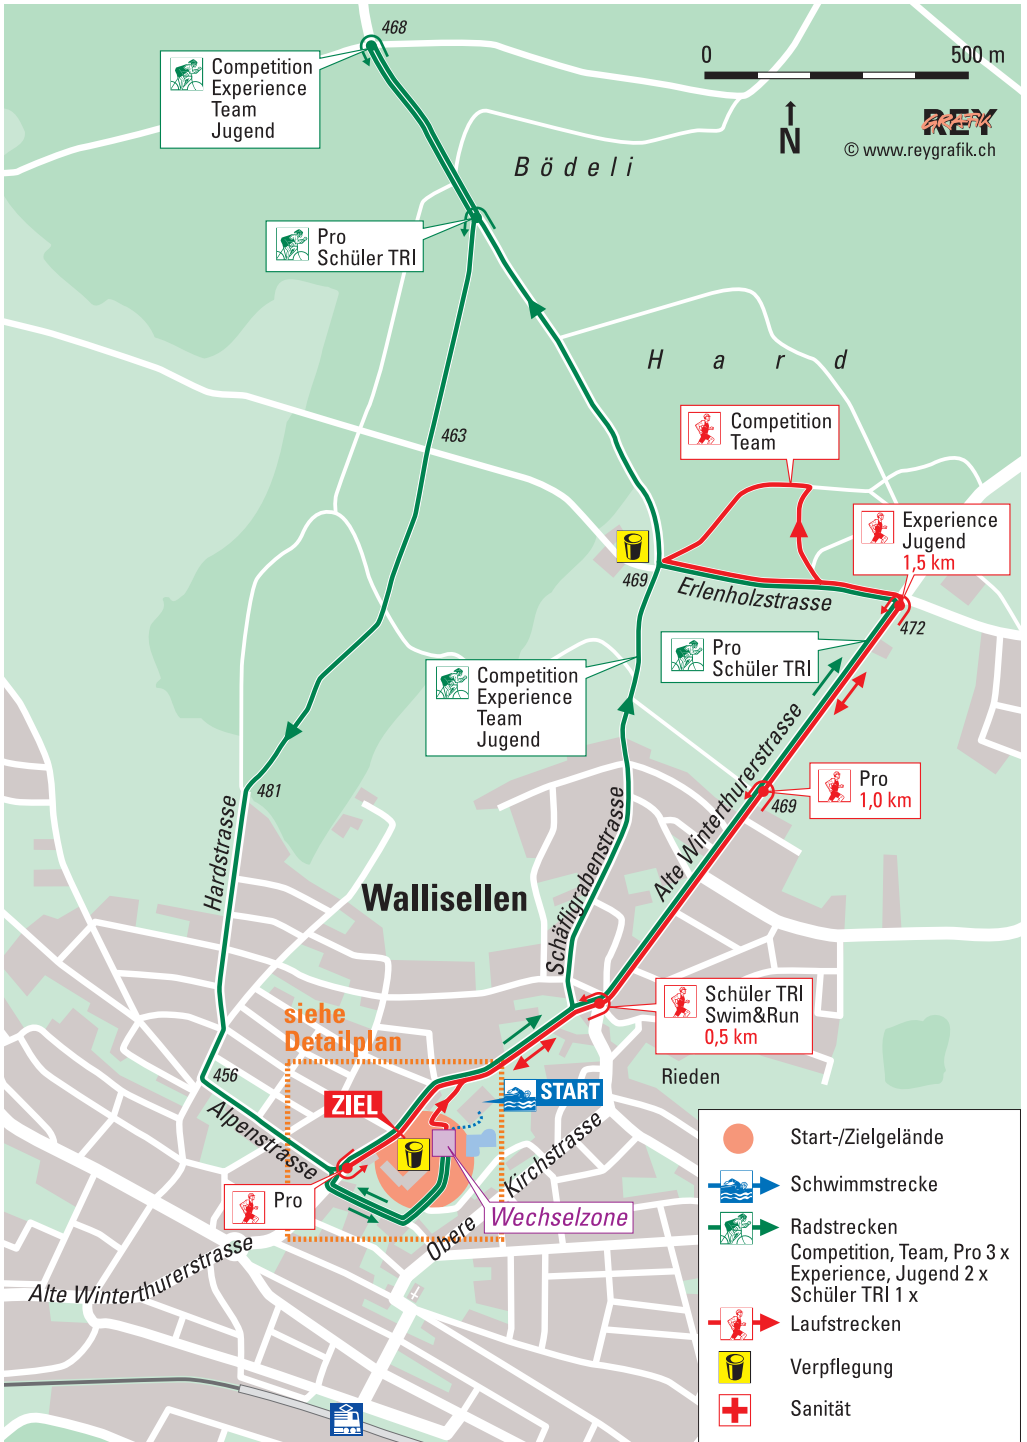 468
0 500 m
Competition
Experience
Team
Jugend
N
REY
GRAFIK
© www.reygrafik.ch
Bödeli
Pro
Schüler TRI
Hard
Competition
Team
463
Experience
Jugend
1,5 km
469
Erlenholzstrasse
472
Pro
Schüler TRI
Competition
Experience
Team
Jugend
Pro
1,0 km
469
481
Hardstrasse
Schäfligrabenstrasse
Alte Winterthurerstrasse
Wallisellen
Schüler TRI
Swim&Run
0,5 km
siehe
Detailplan
456
Rieden
START
ZIEL
Alpenstrasse
Pro
Obere Kirchstrasse
Wechselzone
Alte Winterthurerstrasse
Start-/Zielgelände
Schwimmstrecke
Radstrecken
Competition, Team, Pro 3 x
Experience, Jugend 2 x
Schüler TRI 1 x
Laufstrecken
Verpflegung
Sanität